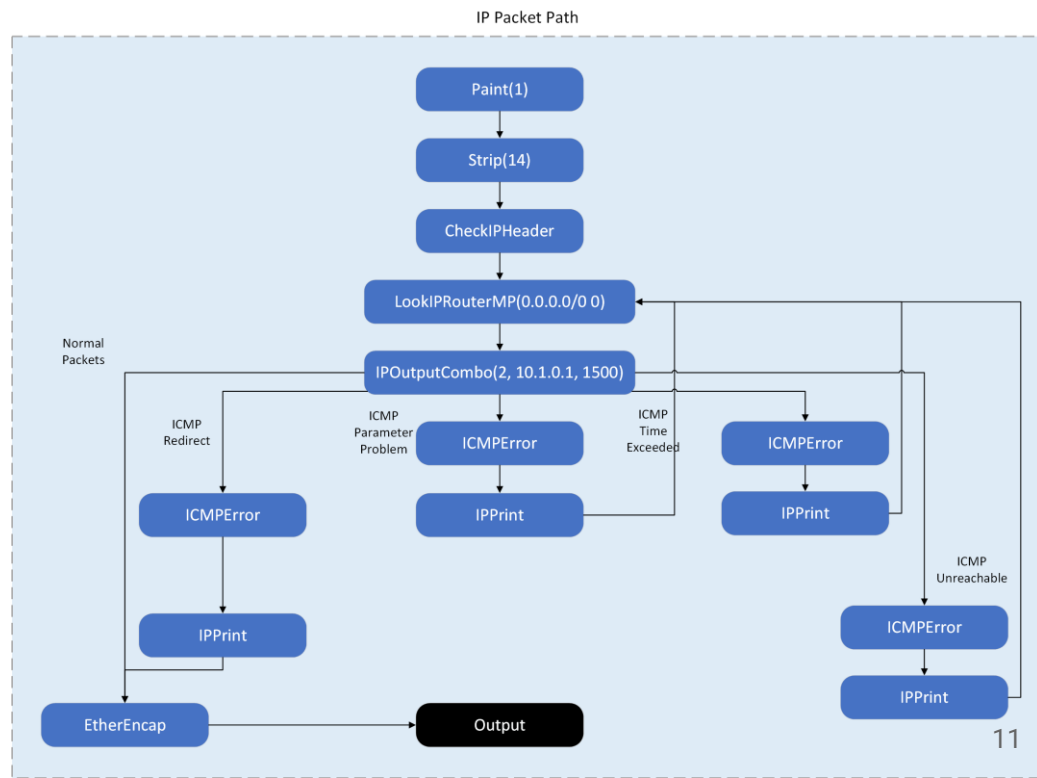 IP Packet Path
Paint(1)
Strip(14)
CheckIPHeader
LookIPRouterMP(0.0.0.0/0 0)
Normal
Packets
IPOutputCombo(2, 10.1.0.1, 1500)
ICMP
Redirect
ICMP
Parameter
Problem
ICMPError
ICMP
Time
Exceeded
ICMPError
ICMPError
IPPrint
IPPrint
ICMP
Unreachable
IPPrint
ICMPError
IPPrint
EtherEncap
Output
11